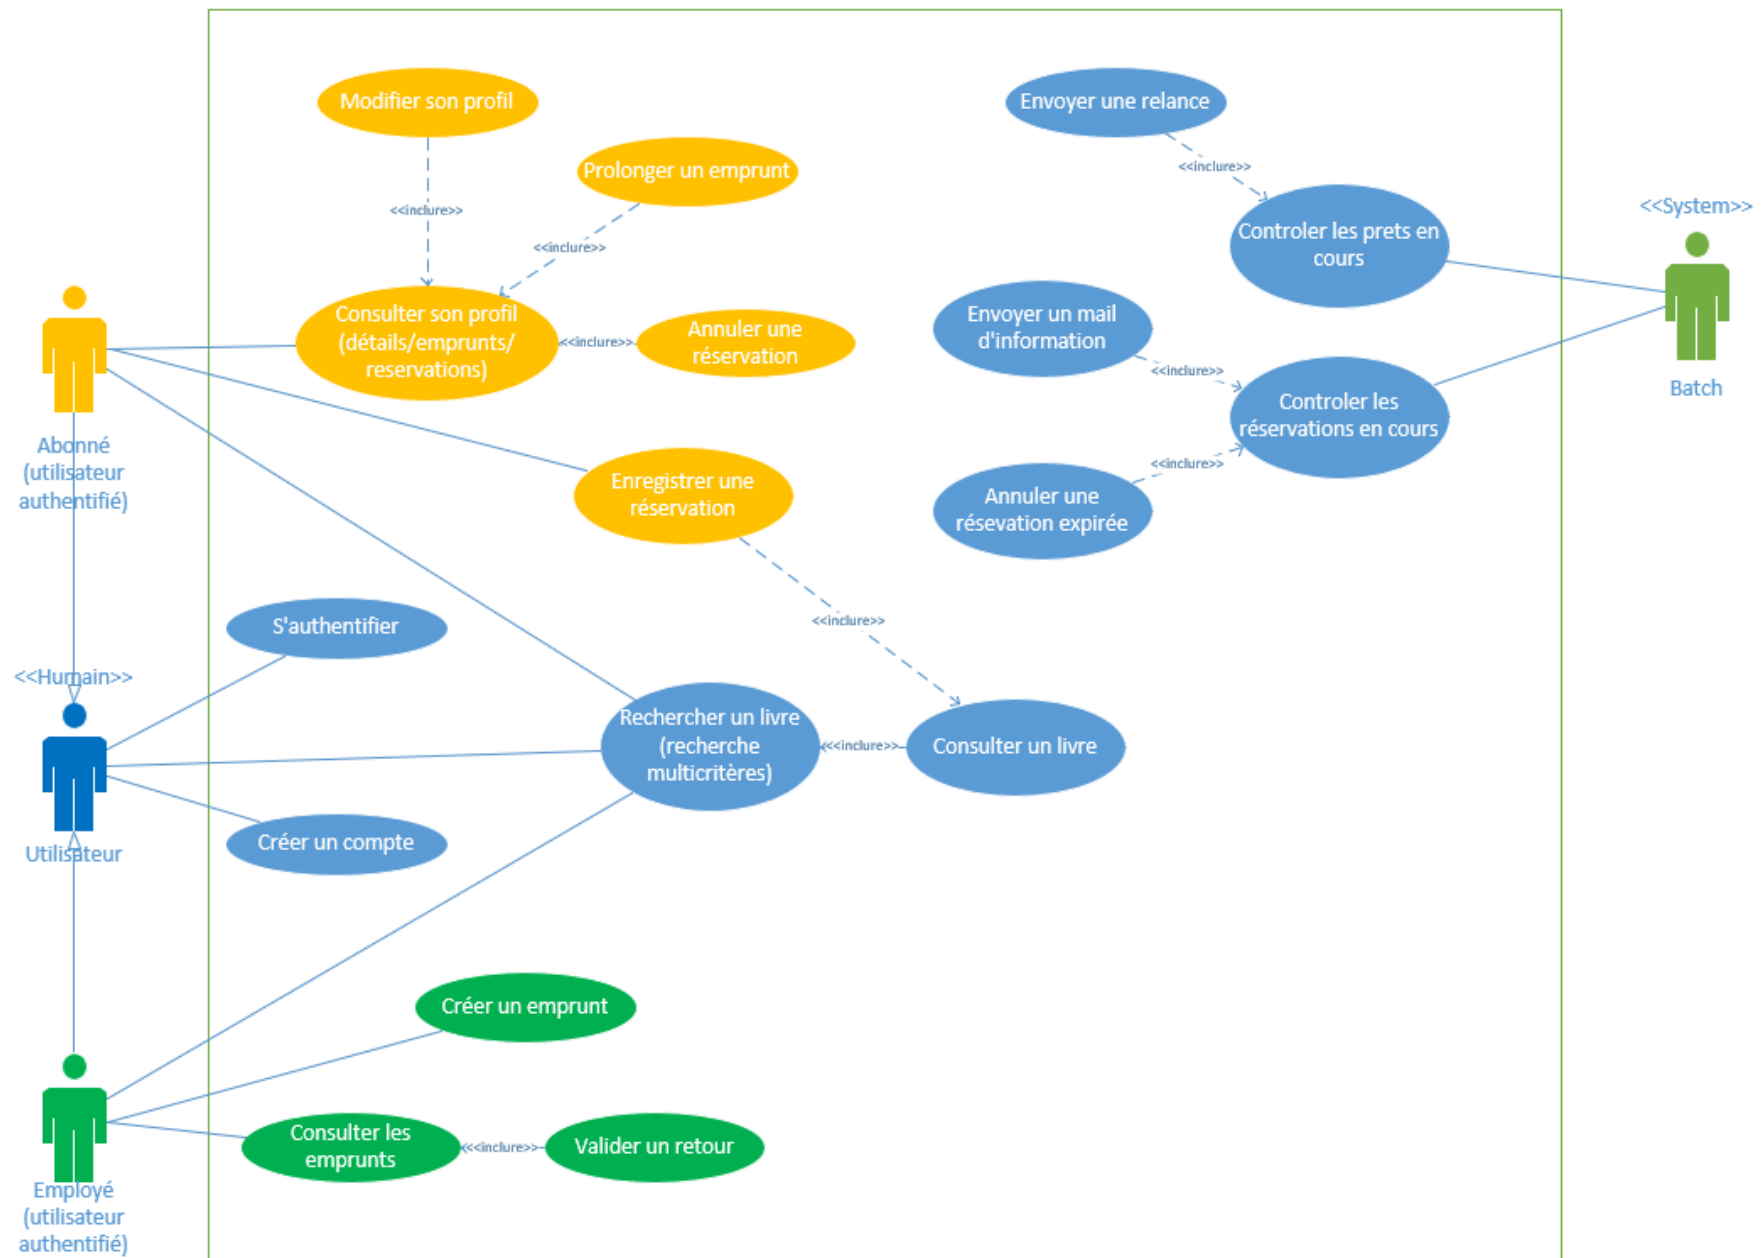 Modifier son profil
Envoyer une relance
Prolonger un emprunt
<<inclure>>
<<inclure>>
<<inclure>>
<<System>>
Controler les prets en
cours
Consulter son profil
(détails/emprunts/
reservations)
<<inclure>>
Annuler une
réservation
Envoyer un mail
d'information
<<inclure>>
Batch
Controler les
réservations en cours
Abonné
(utilisateur
authentifié)
<<inclure>>
Enregistrer une
réservation
Annuler une
résevation expirée
<<inclure>>
S'authentifier
<<Humain>>
Rechercher un livre
(recherche
multicritères)
<<inclure>>
Consulter un livre
Utilisateur
Créer un compte
Créer un emprunt
Consulter les
emprunts
<<inclure>>
Valider un retour
Employé
(utilisateur
authentifié)